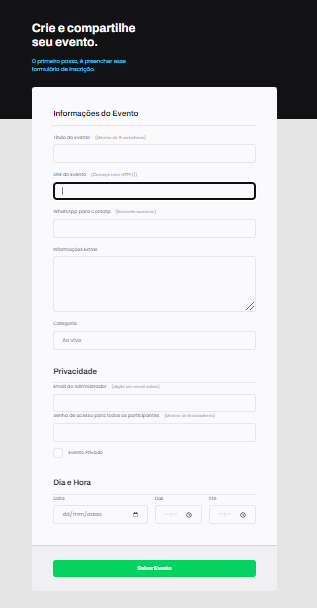 Crie e compartilhe
seu evento.
O primeiro passo, é preencher esse
formulário de inscrição.
Informações do Evento
Título do Evento (Mínimo de 8 caracteres)
Link do Evento (Começar com HTTP://)
WhatsApp para Contato (Somente números)
Informações Extras
Categoria
Ao Vivo
Privacidade
Email do Administrador (digite um email válido)
Senha de acesso para todos os participantes (Mínimo de 8 caracteres)
Evento Privado
Dia e Hora
Data Das Até
dd/mm/aaaa --:-- --:--
Salvar Evento